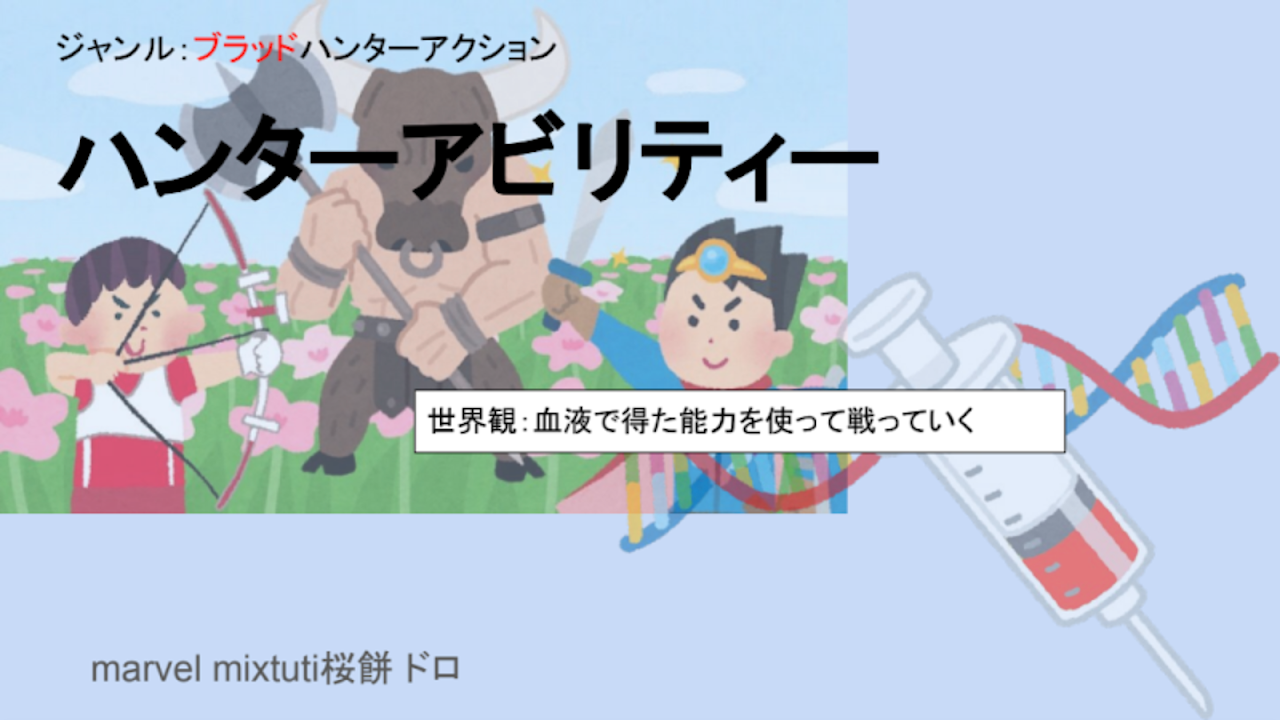 ジャンル：ブラッドハンターアクション
ハンターアビリティー
世界観：血液で得た能力を使って戦っていく
marvel mixtuti桜餅 ドロ